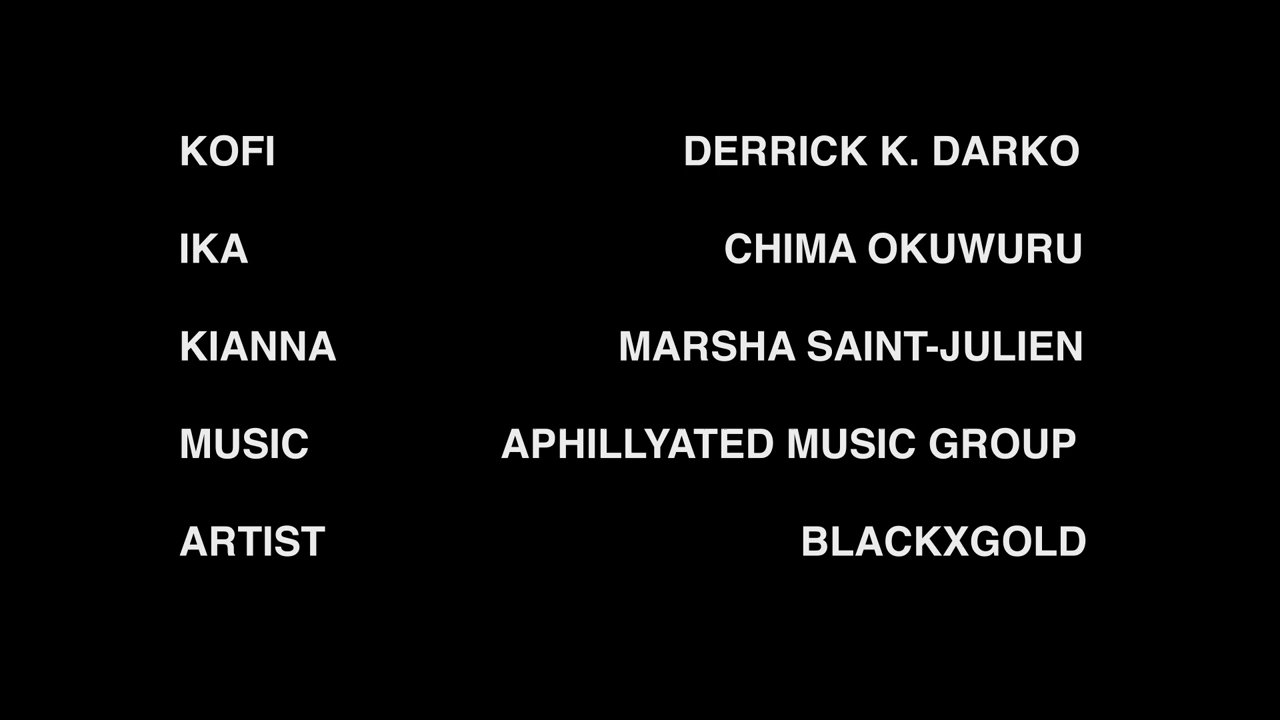 KOFI DERRICK K. DARKO
IKA CHIMA OKUWURU
KIANNA MARSHA SAINT-JULIEN
MUSIC APHILLYATED MUSIC GROUP
ARTIST BLACKXGOLD